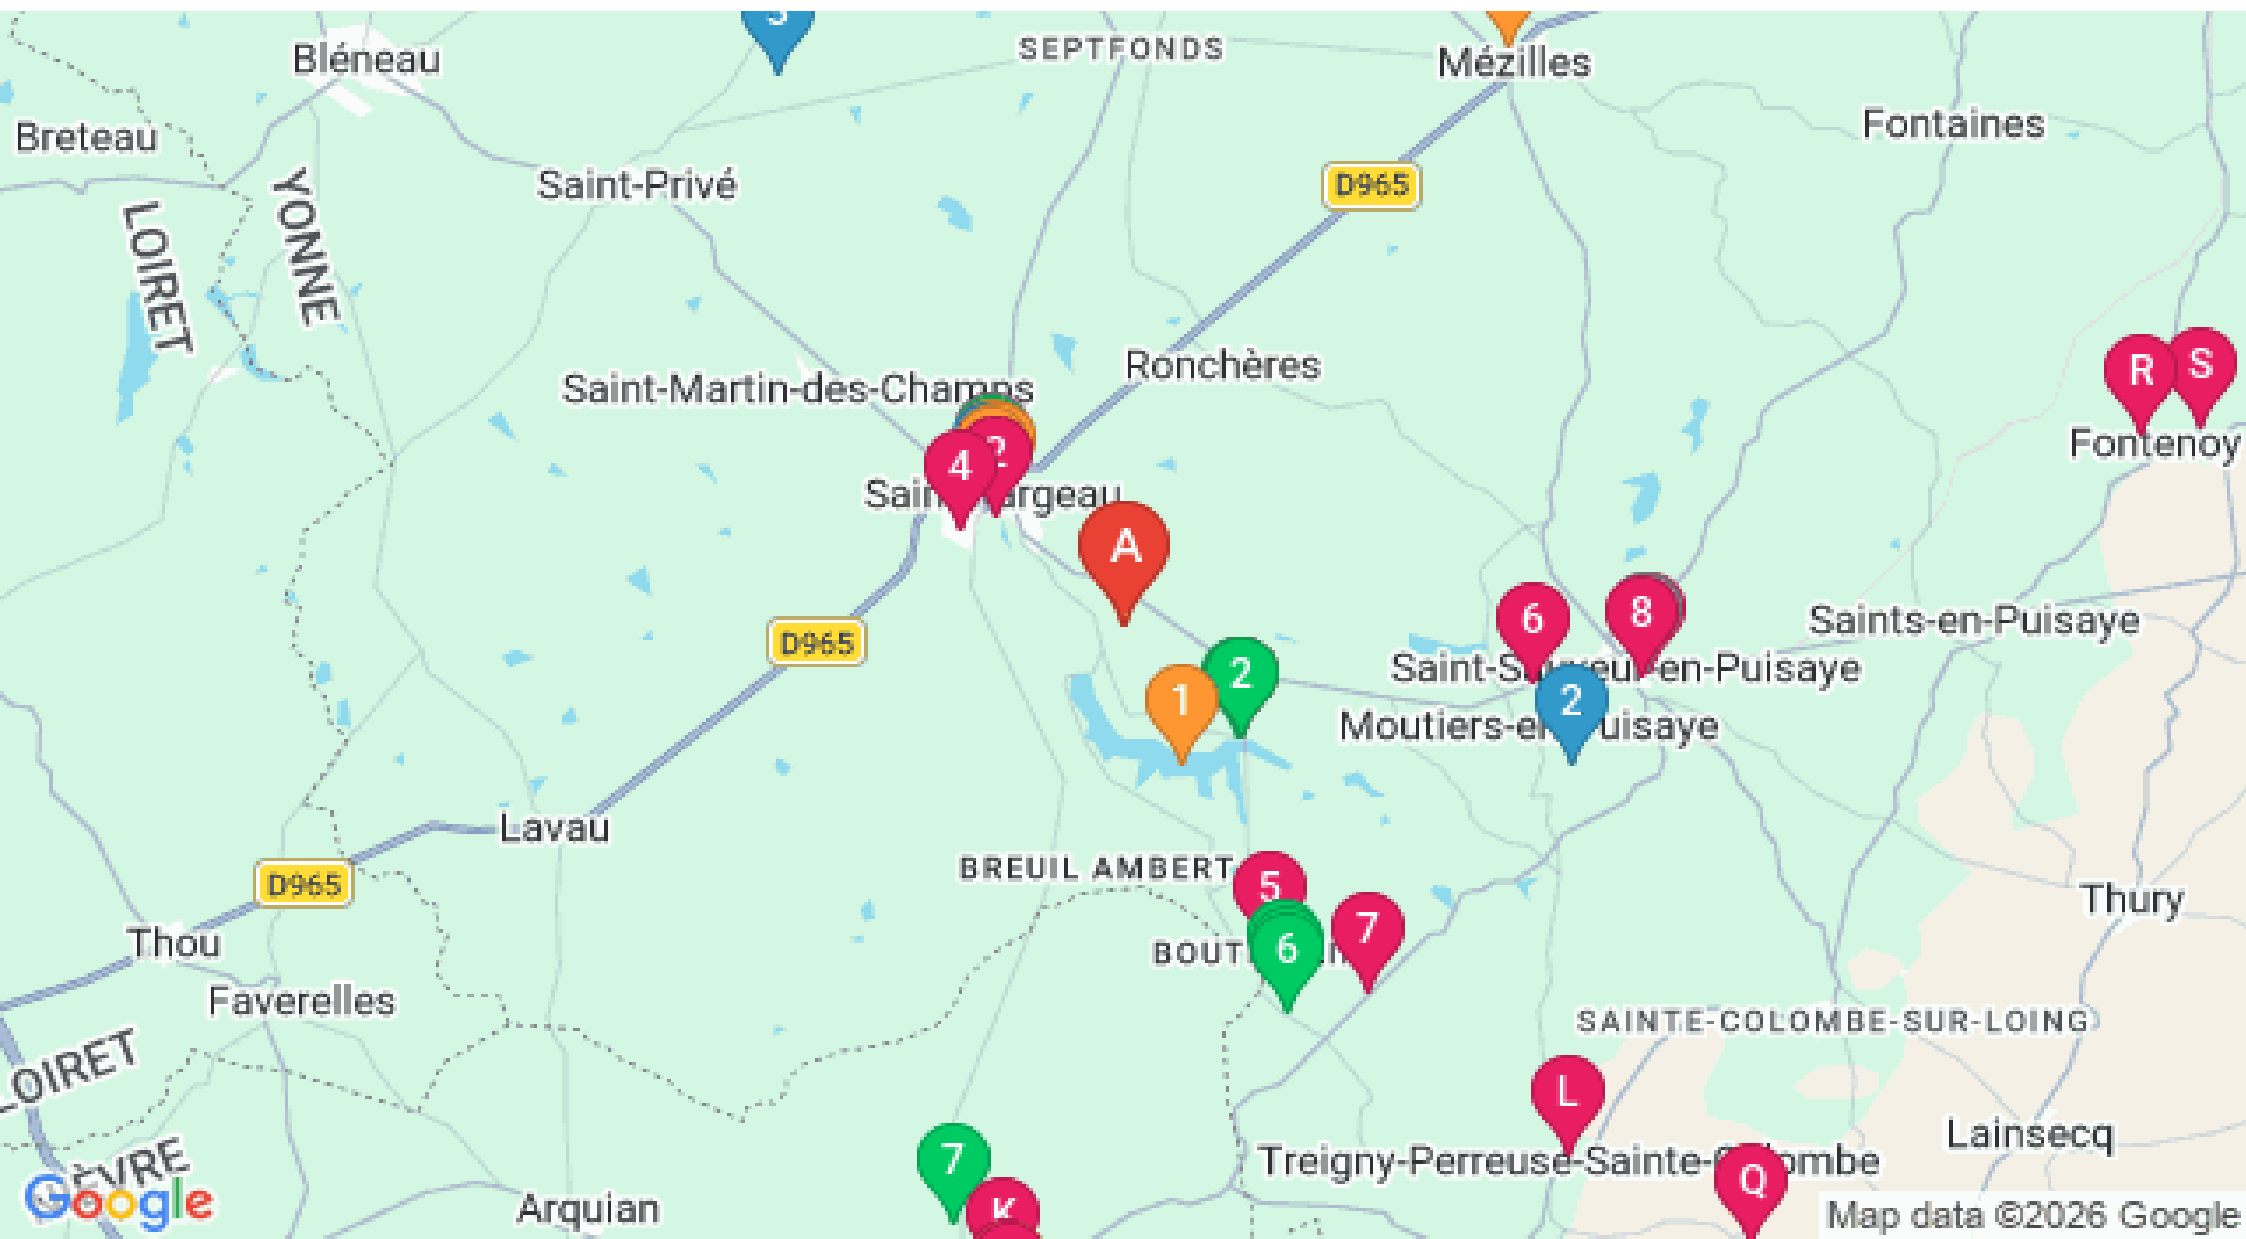 3
Bléneau
SEPTFONDS
Mézilles
Breteau
Fontaines
Saint-Privé
D965
YONNE
LOIRET
Ronchères
R
S
Saint-Martin-des-Champs
2
4
Fontenoy
A
6
8
Saints-en-Puisaye
D965
2
1
2
Lavau
BREUIL AMBERT
5
D965
7
6
Thury
Thou
Faverelles
SAINTE-COLOMBE-SUR-LOING
LOIRET
L
Lainsecq
7
Q
K
Arquian
Google
Map data ©2026 Google